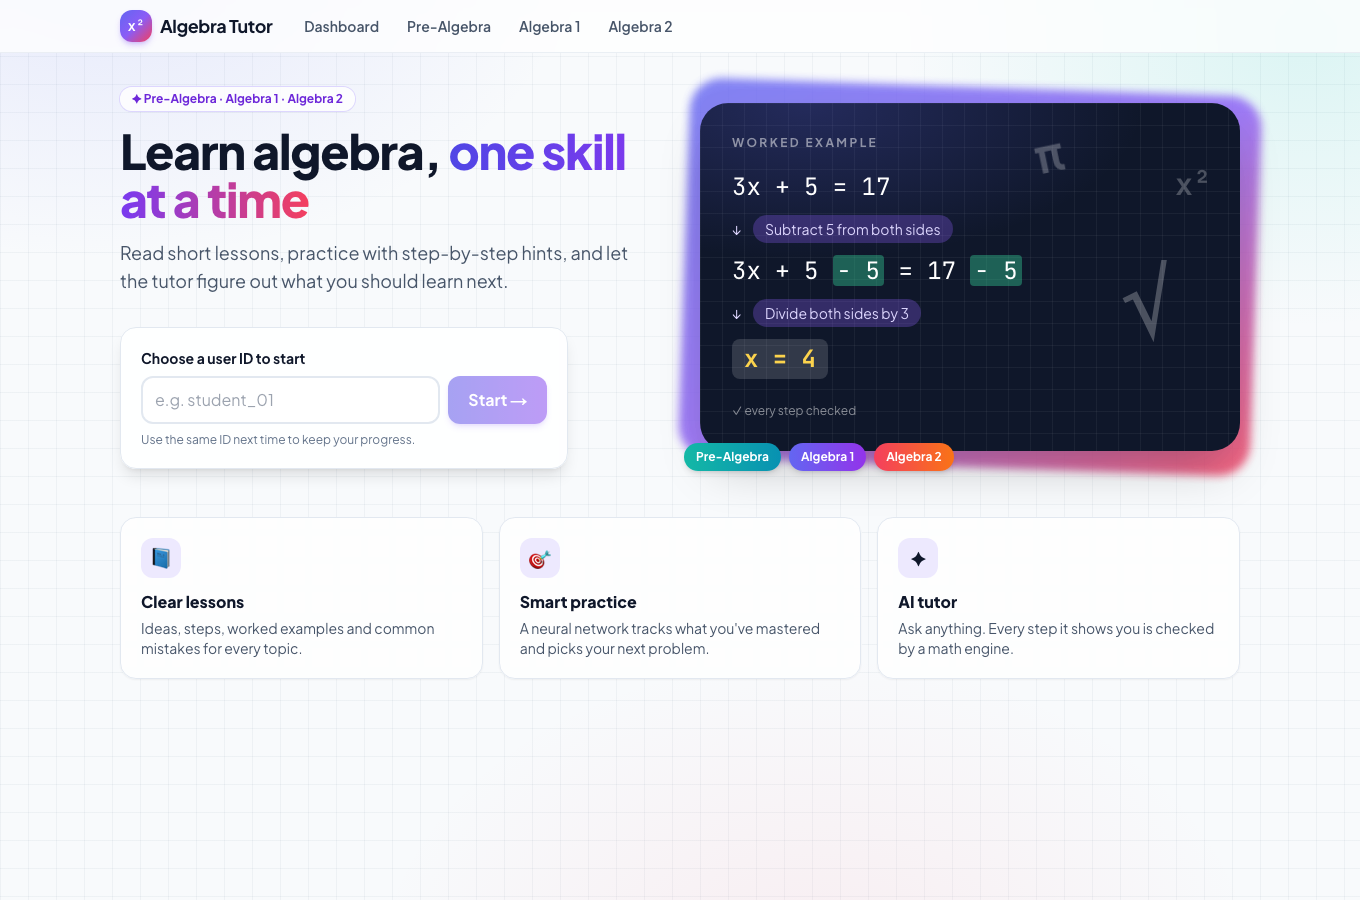 x² Algebra Tutor Dashboard Pre-Algebra Algebra 1 Algebra 2
✦ Pre-Algebra · Algebra 1 · Algebra 2
Learn algebra, one skill
at a time
Read short lessons, practice with step-by-step hints, and let
the tutor figure out what you should learn next.
Choose a user ID to start
e.g. student_01 Start →
Use the same ID next time to keep your progress.
WORKED EXAMPLE
π
x²
3x + 5 = 17
↓ Subtract 5 from both sides
3x + 5 - 5 = 17 - 5
√
↓ Divide both sides by 3
x = 4
✓ every step checked
Pre-Algebra Algebra 1 Algebra 2
Clear lessons
Ideas, steps, worked examples and common
mistakes for every topic.
Smart practice
A neural network tracks what you've mastered
and picks your next problem.
✦
AI tutor
Ask anything. Every step it shows you is checked
by a math engine.